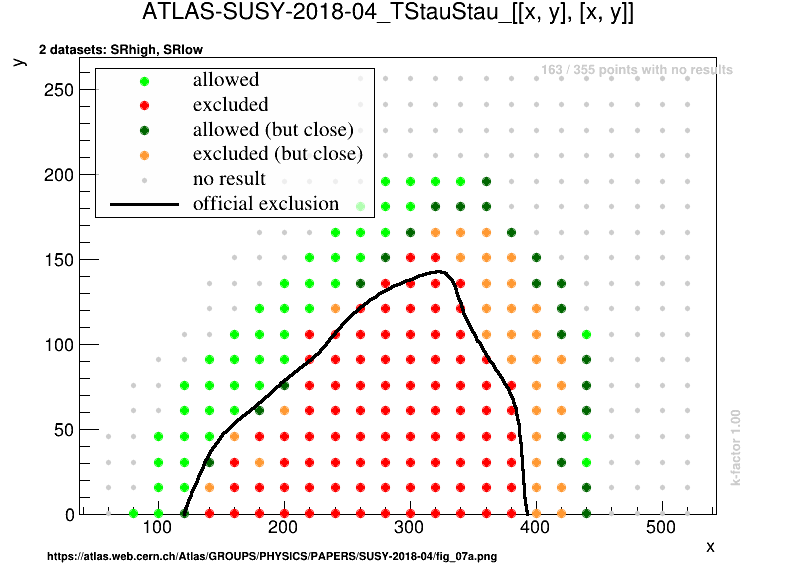 ATLAS-SUSY-2018-04_TStauStau_[[x, y], [x, y]]
2 datasets: SRhigh, SRlow
y
163 / 355 points with no results
allowed
excluded
allowed (but close)
excluded (but close)
no result
official exclusion
250
200
150
100
50
0
100 200 300 400 500
x
k-factor 1.00
https://atlas.web.cern.ch/Atlas/GROUPS/PHYSICS/PAPERS/SUSY-2018-04/fig_07a.png